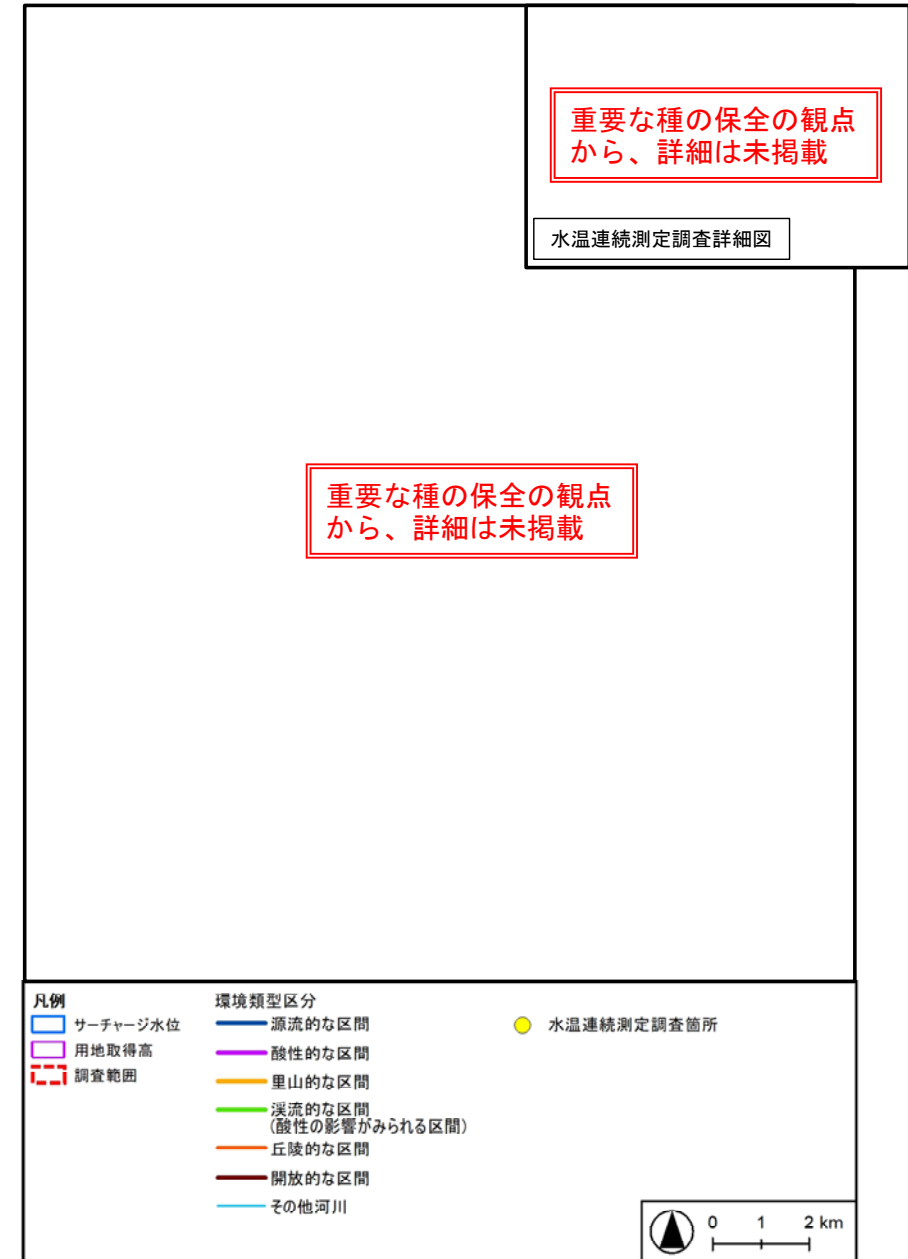 重要な種の保全の観点
から、詳細は未掲載
水温連続測定調査詳細図
重要な種の保全の観点
から、詳細は未掲載
凡例
サーチャージ水位
用地取得高
調査範囲
環境類型区分
源流的な区間
酸性的な区間
里山的な区間
渓流的な区間
(酸性の影響がみられる区間)
丘陵的な区間
開放的な区間
その他河川
水温連続測定調査箇所
0 1 2 km